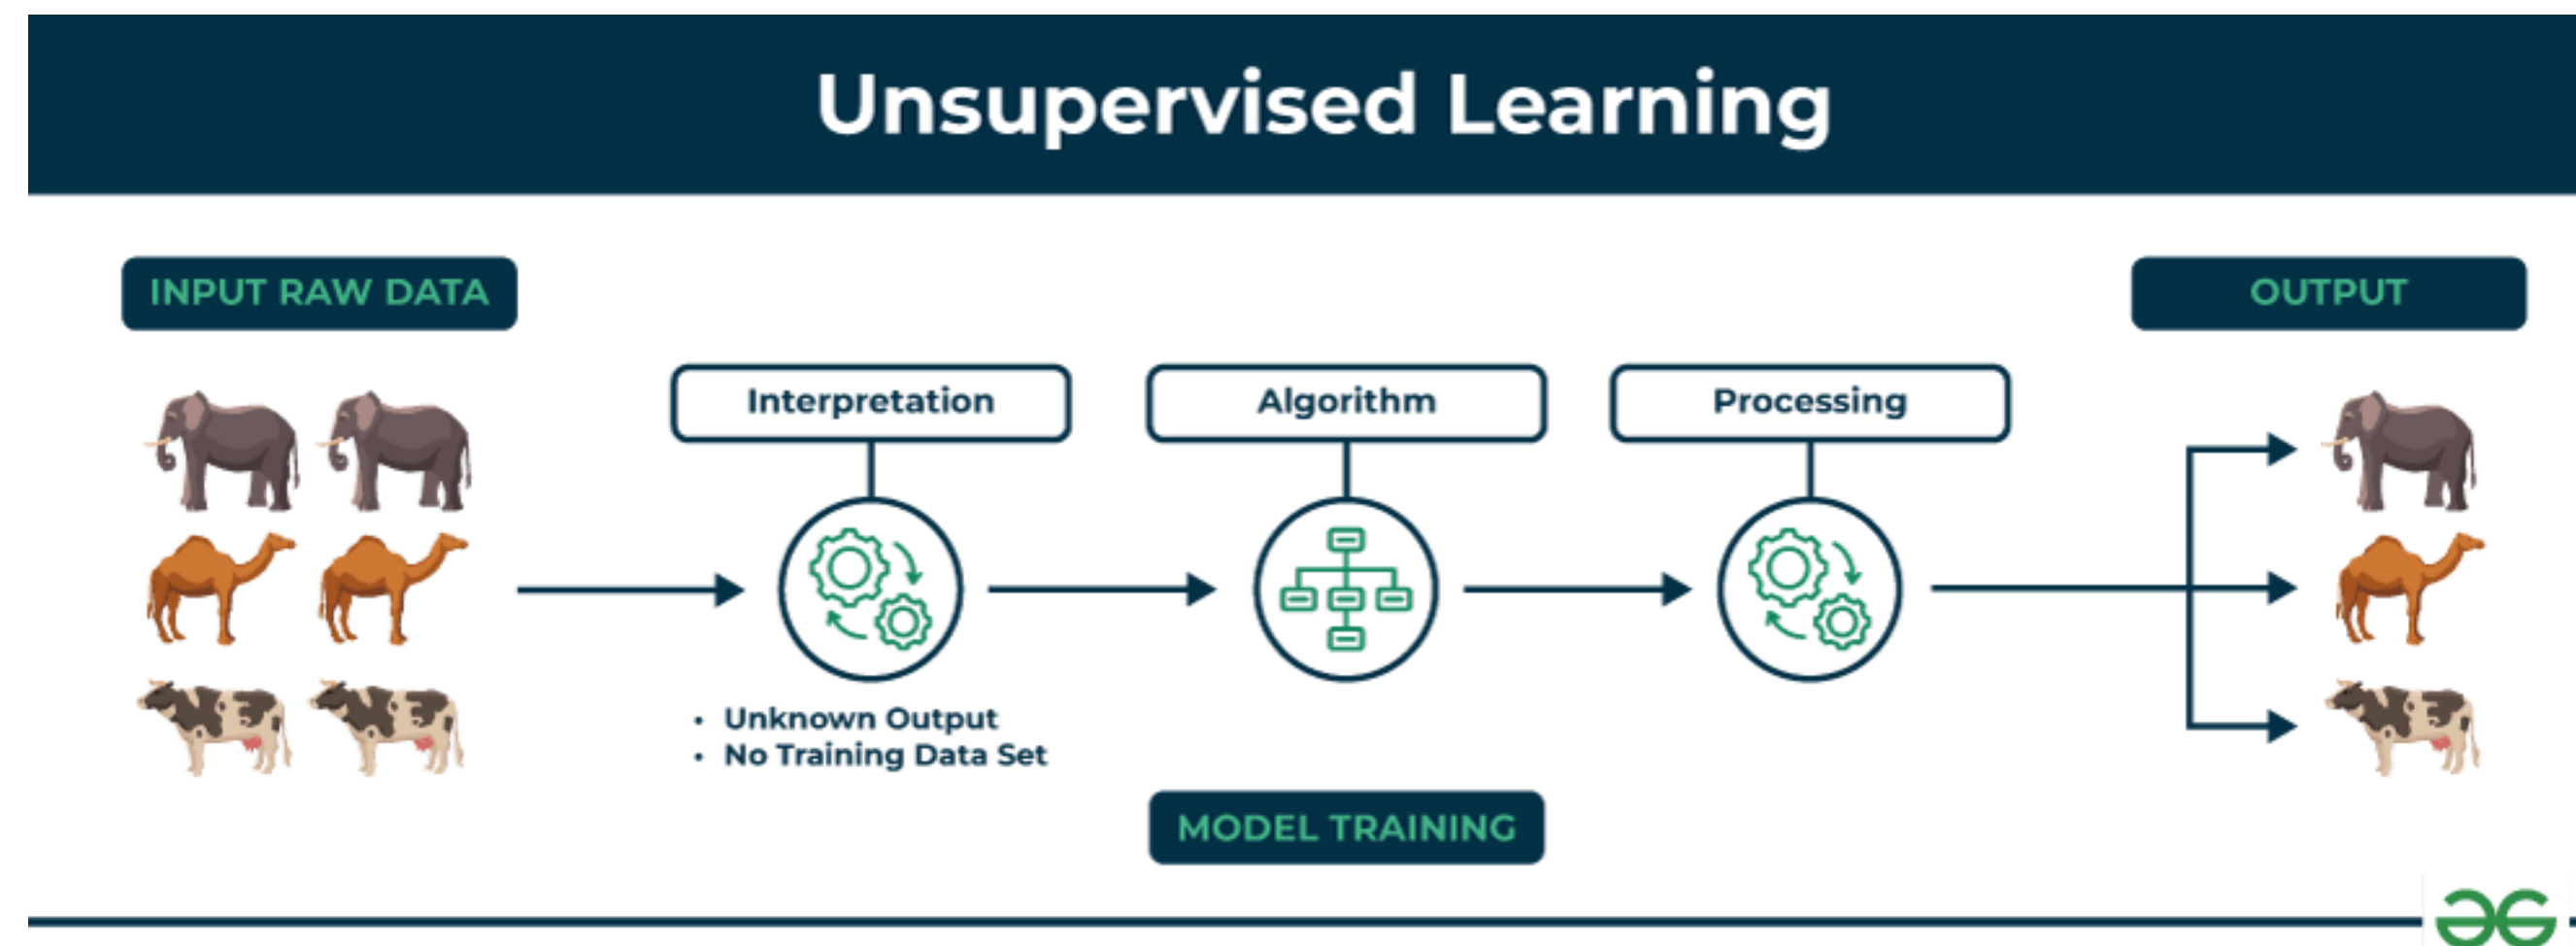 Unsupervised Learning
INPUT RAW DATA
OUTPUT
Interpretation
Algorithm
Processing
• Unknown Output
• No Training Data Set
MODEL TRAINING